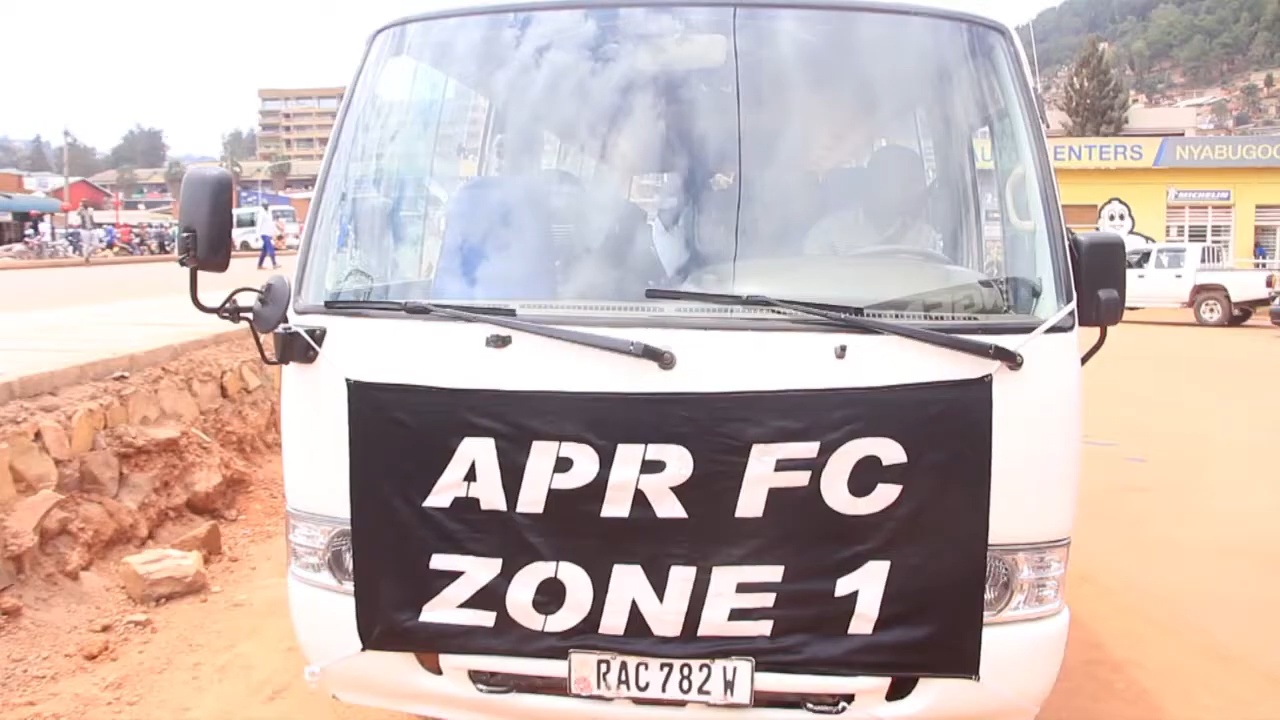 ENTERS
NYABUGO
MICHELIN
APR FC
ZONE 1
RAC 782 W